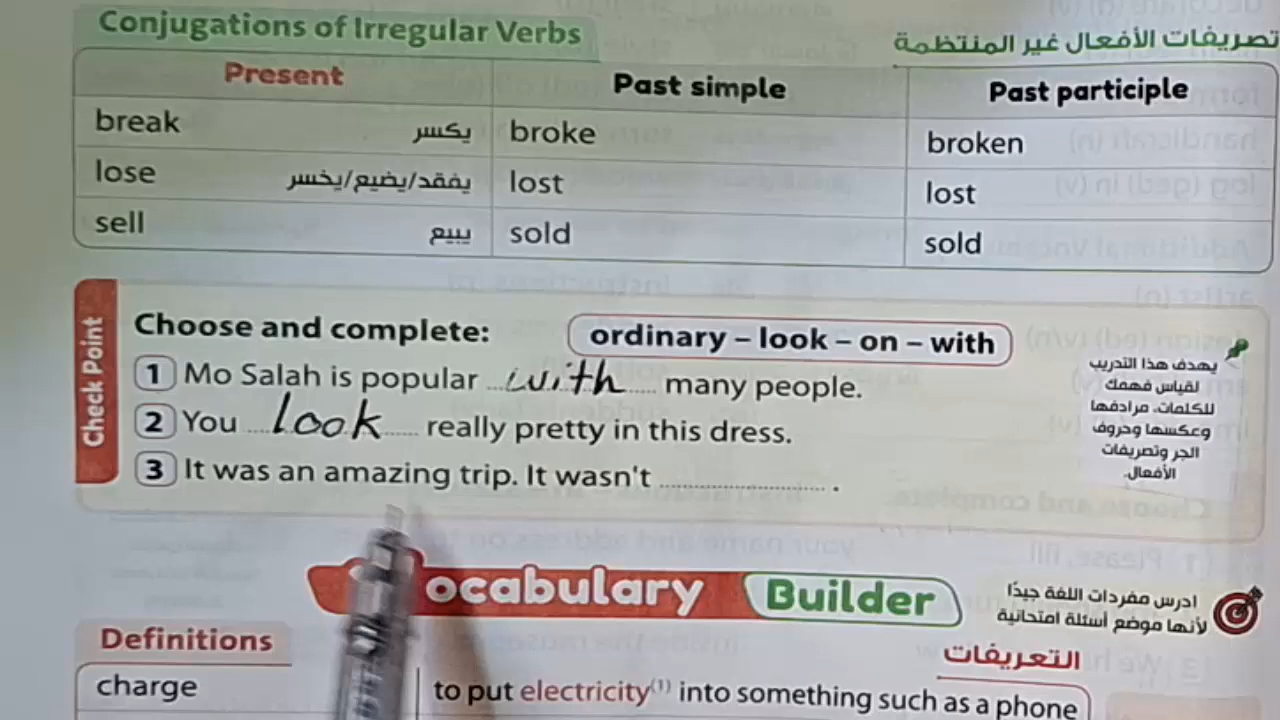 Conjugations of Irregular Verbs تصريفات الأفعال غير المنتظمة
Present Past simple Past participle
break يكسر broke broken
lose يفقد/يضيع/يخسر lost lost
sell يبيع sold sold
Check Point
Choose and complete: ordinary – look – on – with
1 Mo Salah is popular with many people.
2 You look really pretty in this dress.
3 It was an amazing trip. It wasn't .................... .
يهدف هذا التدريب
لقياس فهمك
للكلمات، مرادفها
وعكسها وحروف
الجر وتصريفات
الأفعال.
ocabulary Builder
ادرس مفردات اللغة جيدًا
لأنها موضع أسئلة امتحانية
Definitions التعريفات
charge to put electricity(1) into something such as a phone